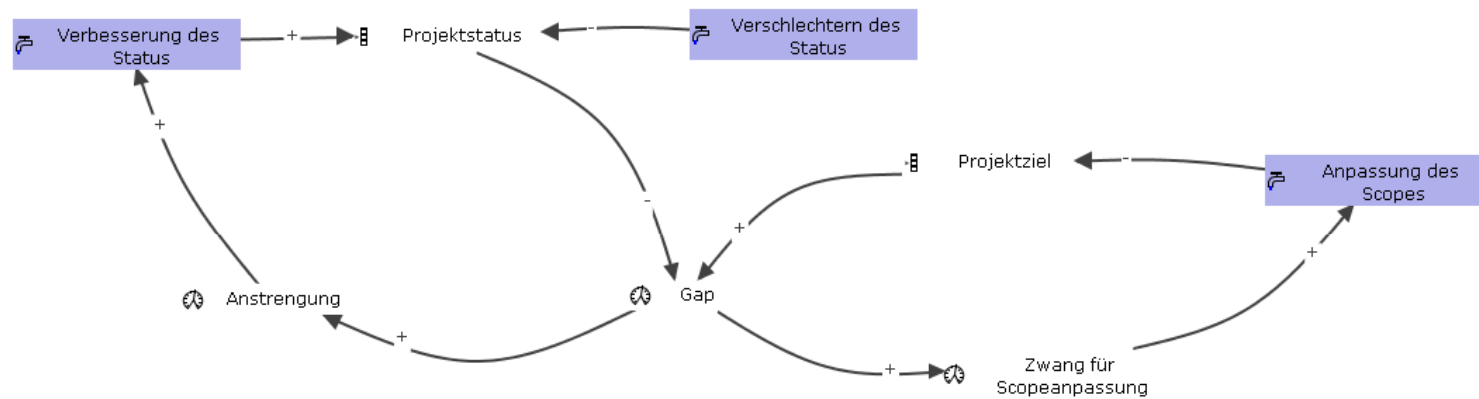 Verbesserung des
Status
+
Projektstatus
-
Verschlechtern des
Status
+
-
Projektziel
-
Anpassung des
Scopes
+
+
Anstrengung
Gap
+
+
Zwang für
Scopeanpassung